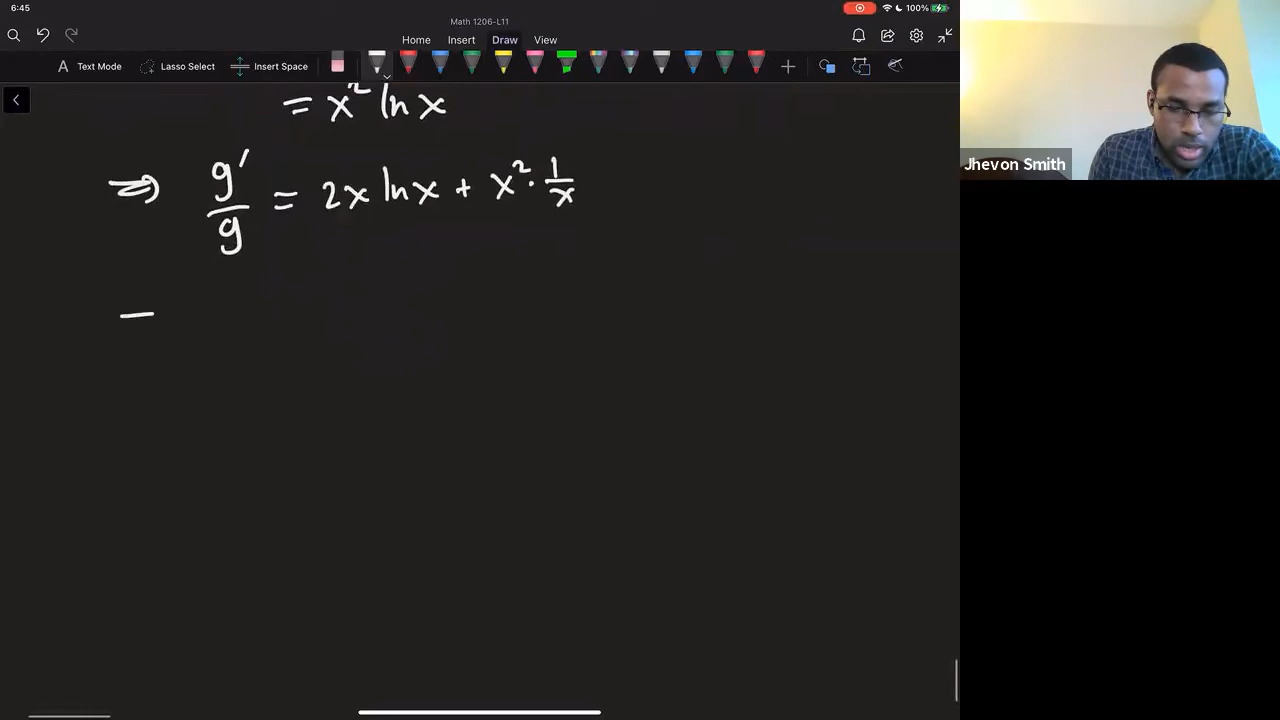 6:45
100%
Math 1206-L11
Home Insert Draw View
Text Mode Lasso Select Insert Space
= x² ln x
⇒ g'/g = 2x ln x + x² · 1/x
—
Jhevon Smith